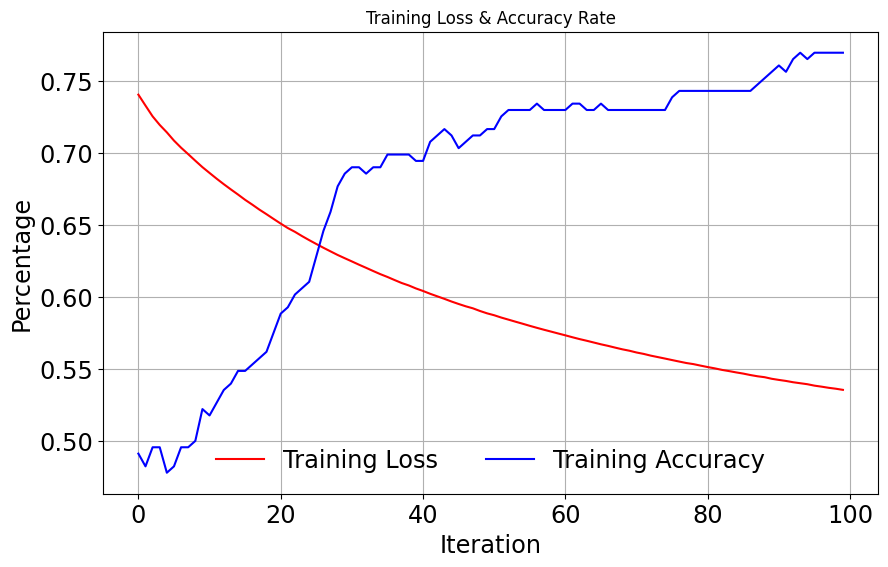 Training Loss & Accuracy Rate
Percentage
0.75
0.70
0.65
0.60
0.55
0.50
Training Loss
Training Accuracy
0 20 40 60 80 100
Iteration